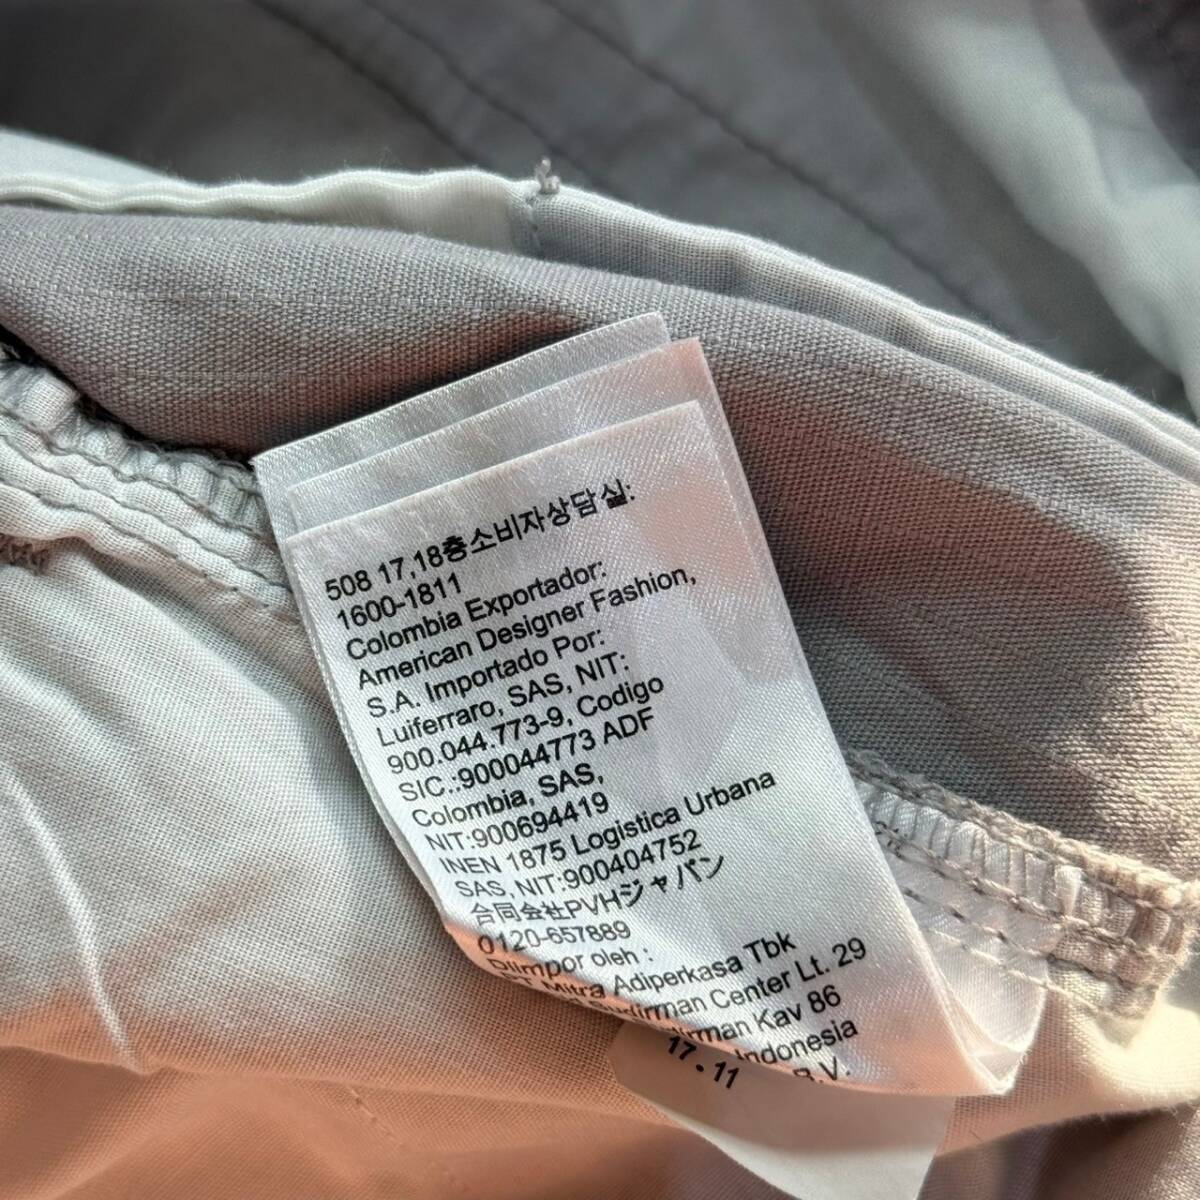 508 17,18층소비자상담실:
1600-1811
Colombia Exportador:
American Designer Fashion,
S.A. Importado Por:
Luiferraro, SAS, NIT:
900.044.773-9, Codigo
SIC.:900044773 ADF
Colombia, SAS,
NIT:900694419
INEN 1875 Logistica Urbana
SAS, NIT:900404752
合同会社PVHジャパン
0120-657889
Diimpor oleh :
PT. Mitra Adiperkasa Tbk
Sudirman Center Lt. 29
Kav 86
Indonesia
B.V.
17.11